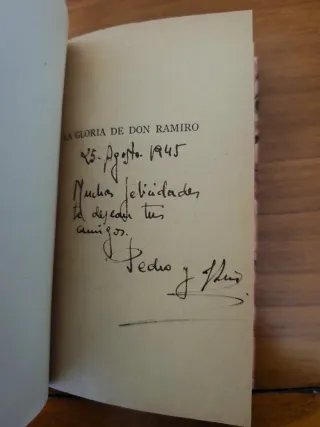 LA GLORIA DE DON RAMIRO
25-Agosto 1945
Muchas felicidades
te desean tus
amigos.
Pedro y